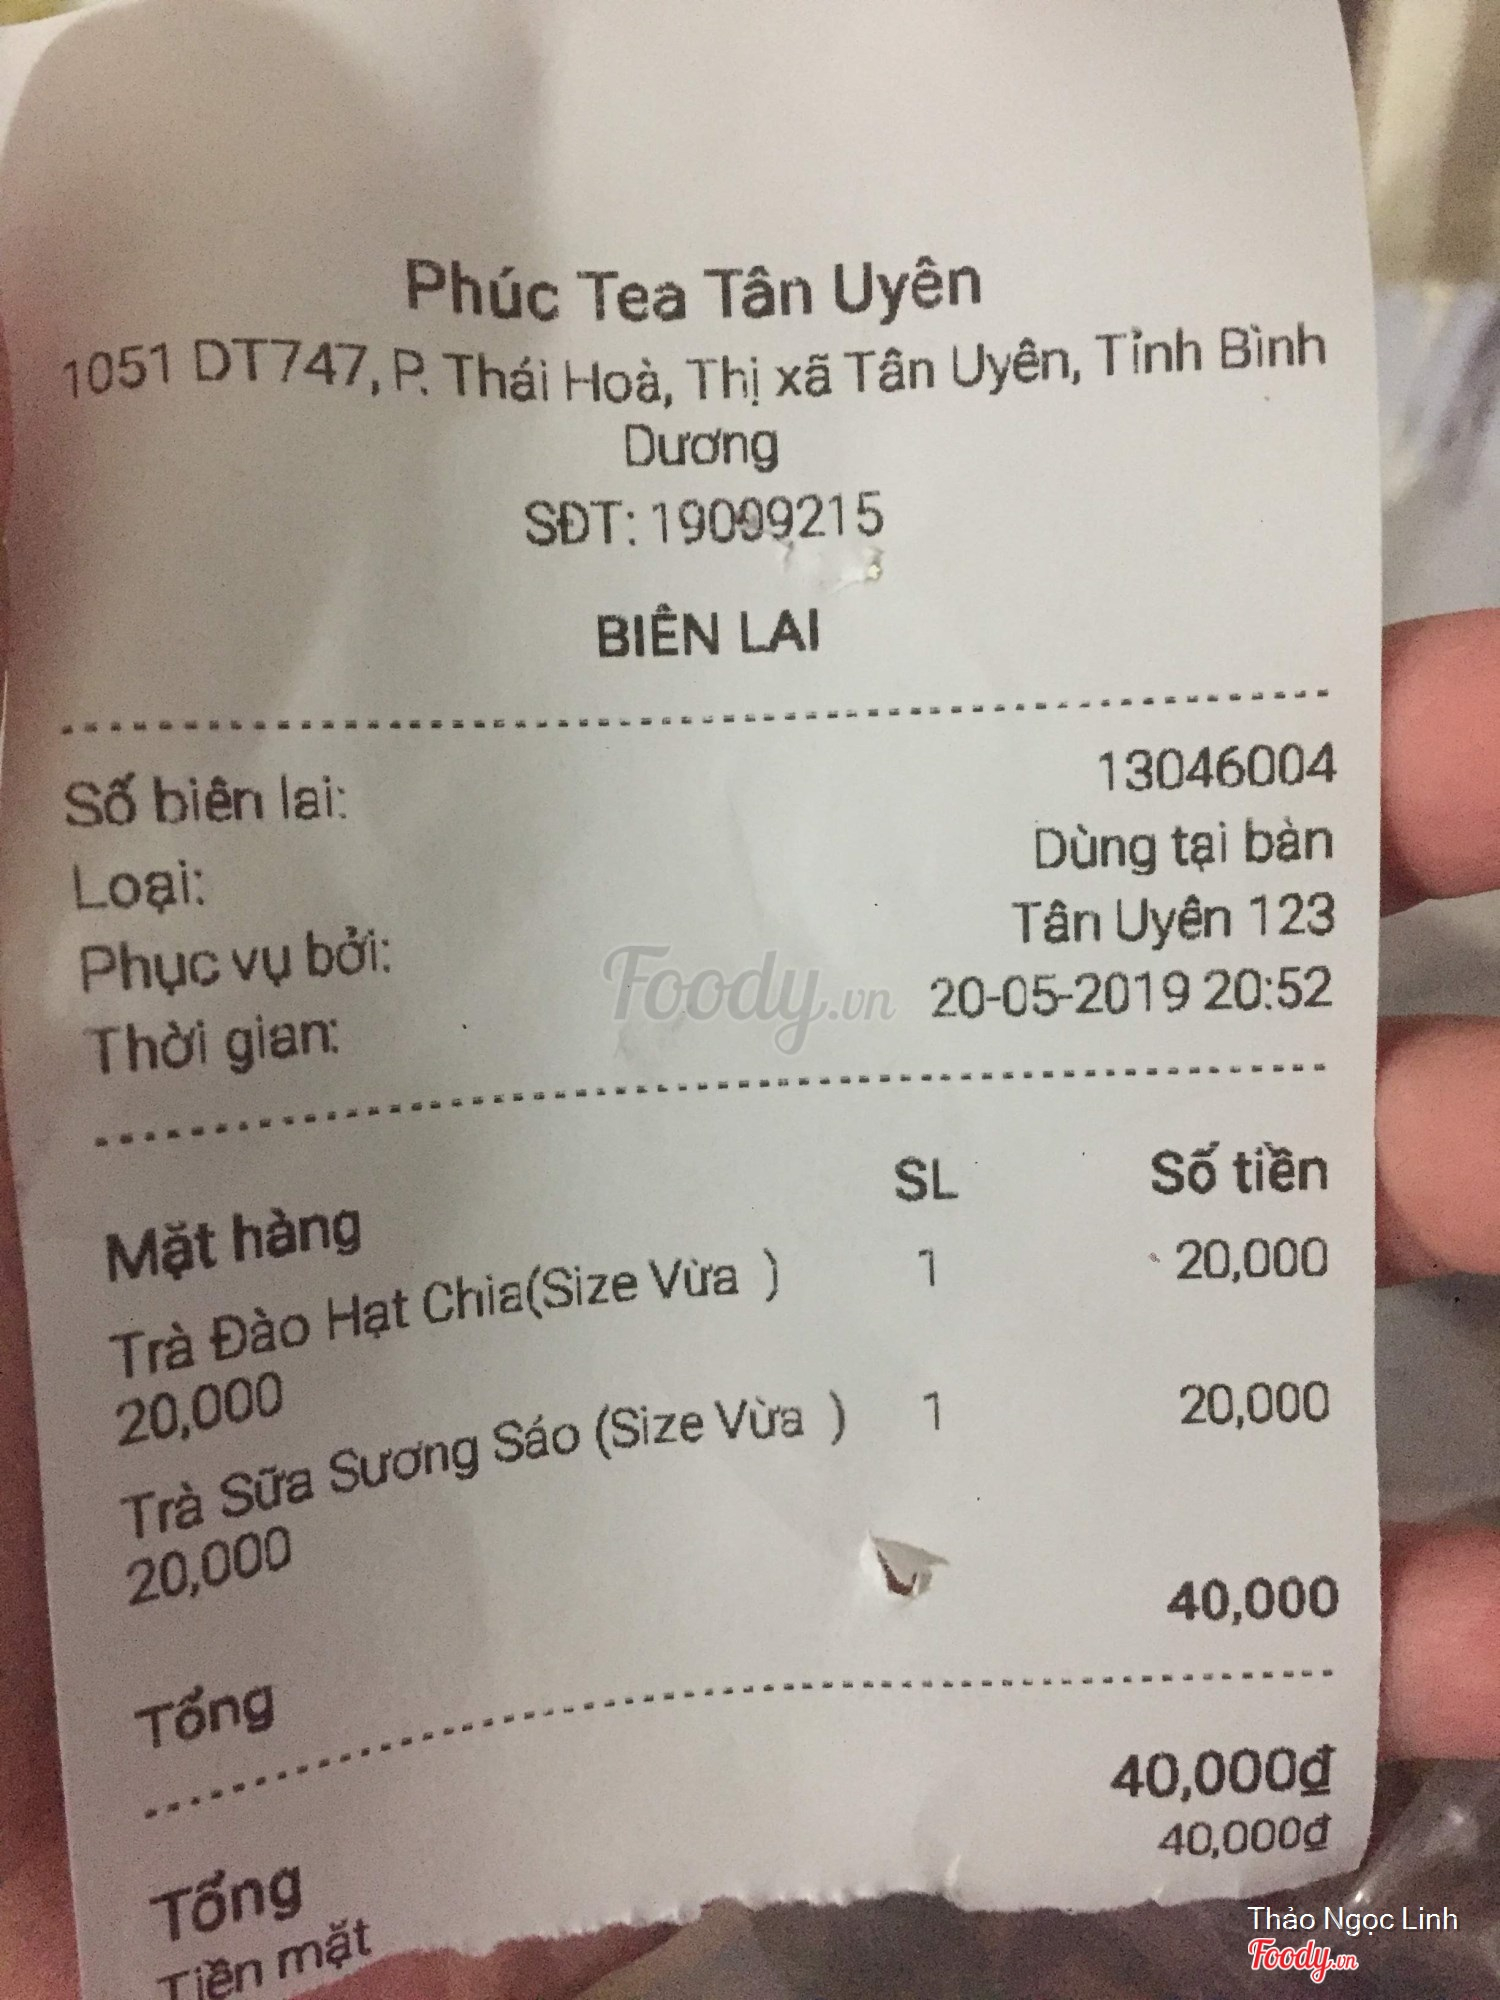 Phúc Tea Tân Uyên
1051 DT747, P. Thái Hoà, Thị xã Tân Uyên, Tỉnh Bình
Dương
SĐT: 19009215
BIÊN LAI
Số biên lai: 13046004
Loại: Dùng tại bàn
Phục vụ bởi: Tân Uyên 123
Thời gian: 20-05-2019 20:52
Foody.vn
Mặt hàng SL Số tiền
Trà Đào Hạt Chia(Size Vừa ) 1 20,000
20,000
Trà Sữa Sương Sáo (Size Vừa ) 1 20,000
20,000
Tổng 40,000
Tổng 40,000₫
Tiền mặt 40,000₫
Thảo Ngọc Linh
Foody.vn